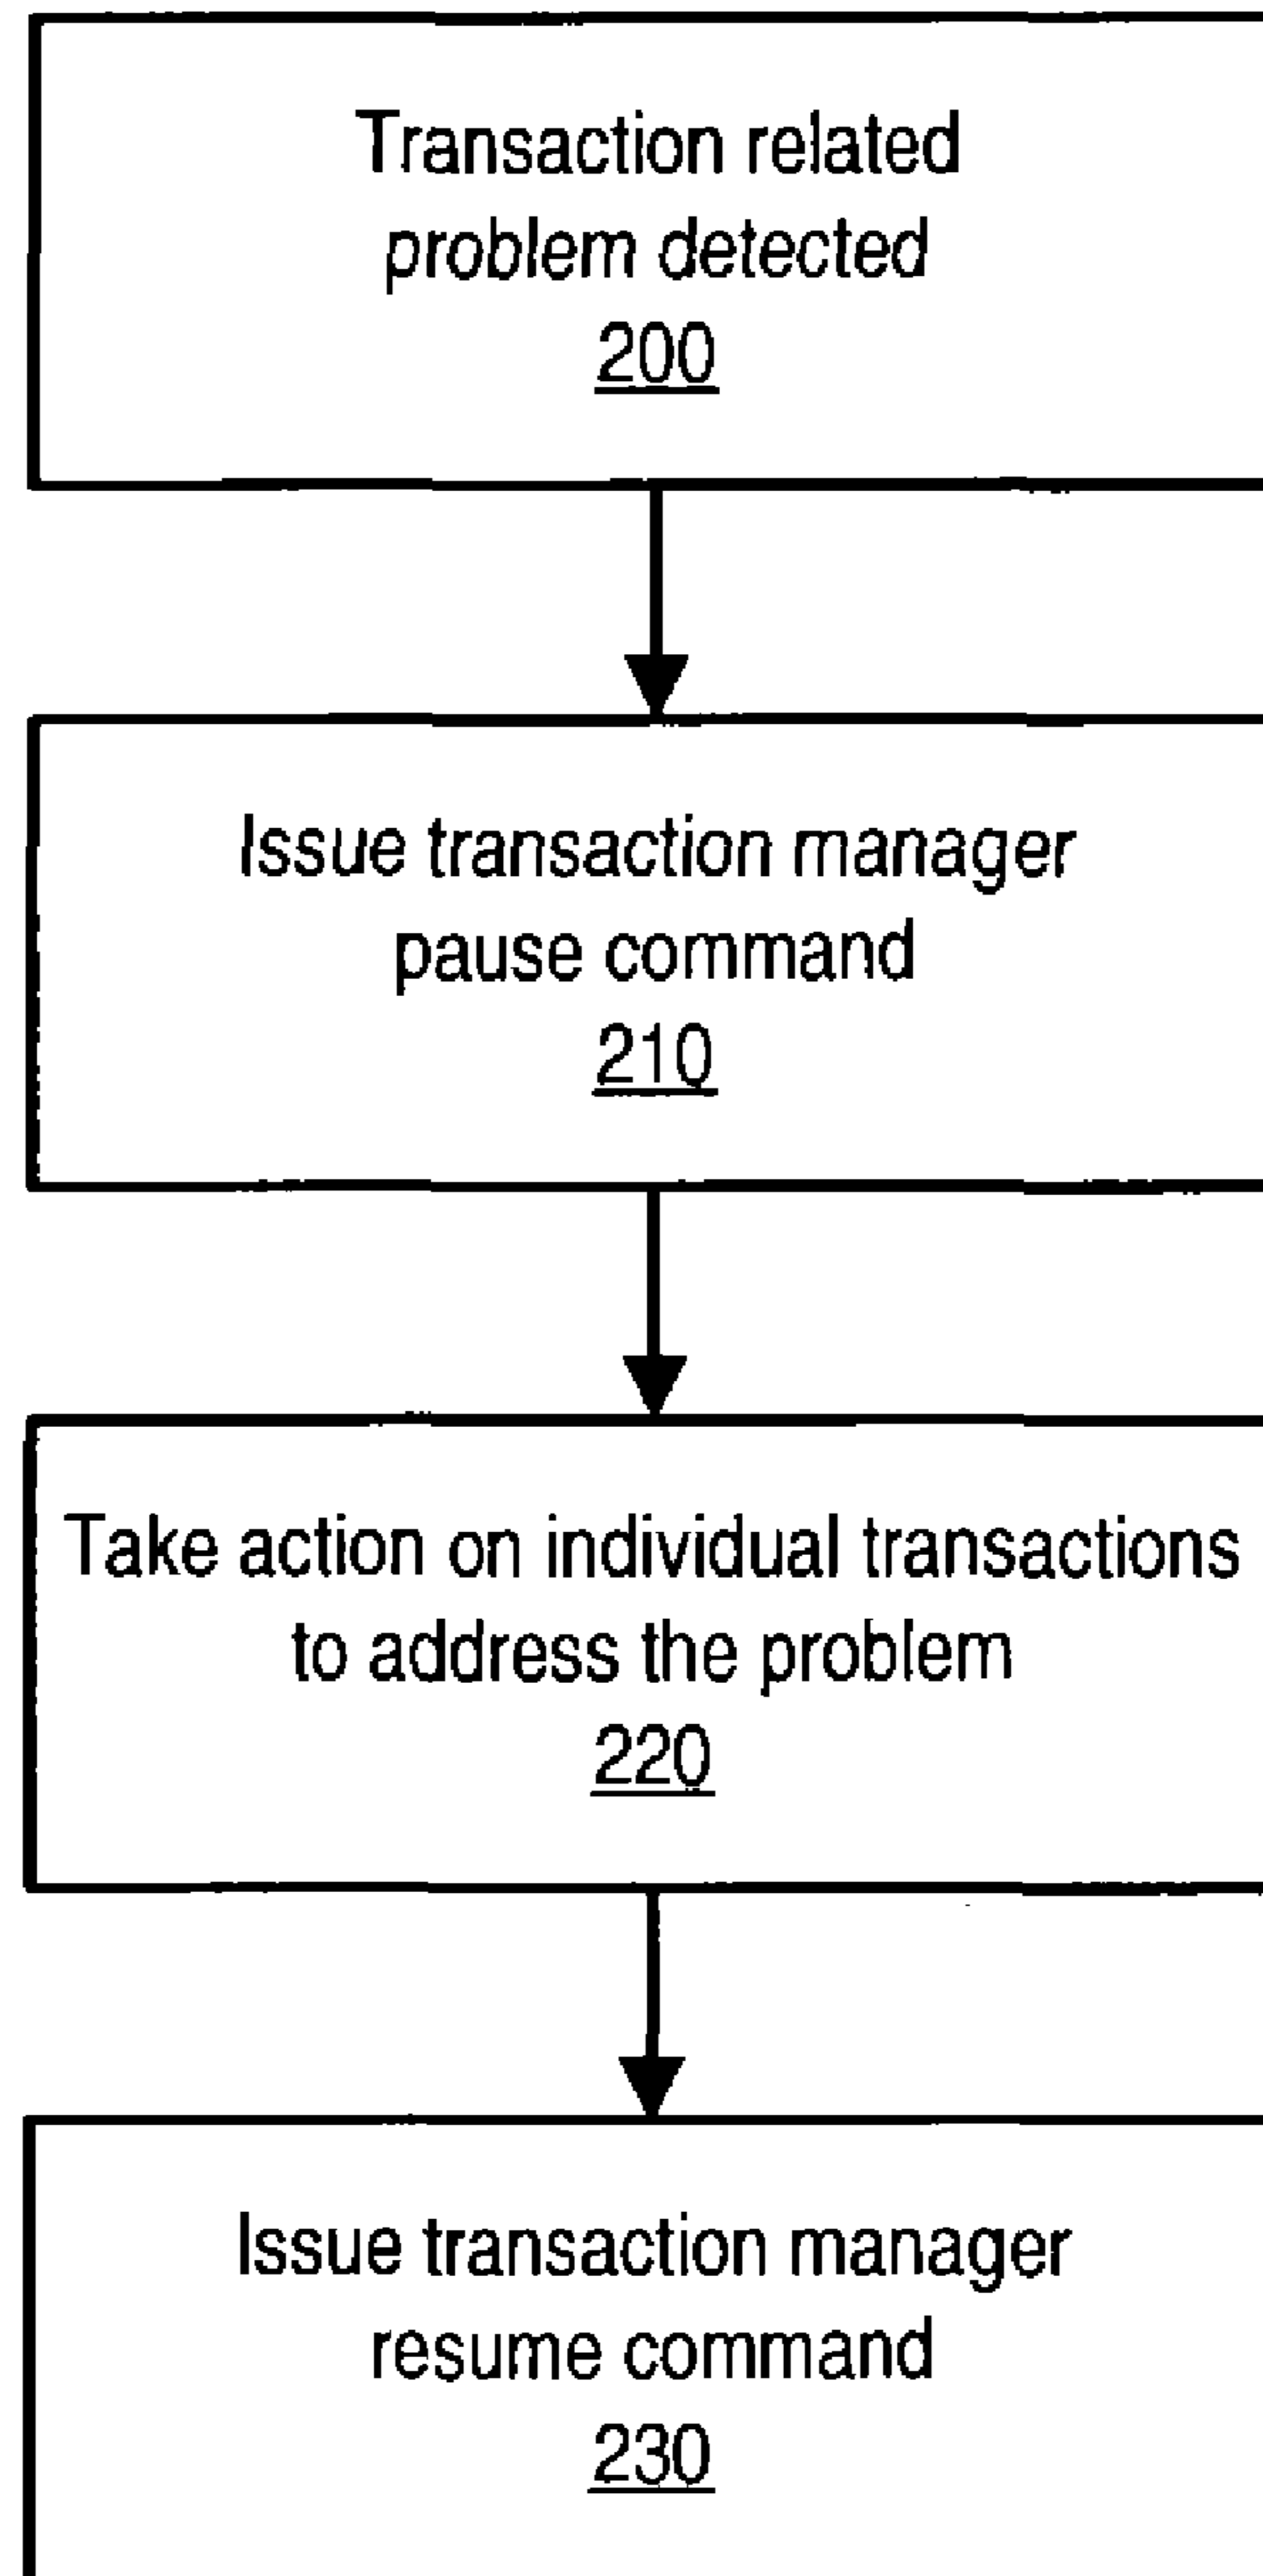 Transaction related
problem detected
200
Issue transaction manager
pause command
210
Take action on individual transactions
to address the problem
220
Issue transaction manager
resume command
230